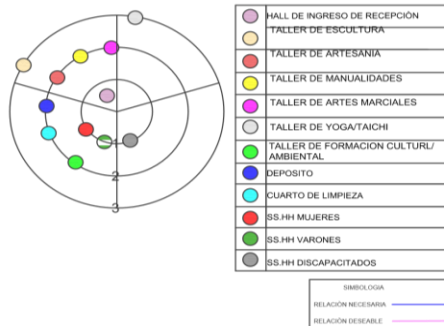 1
2
3
HALL DE INGRESO DE RECEPCIÓN
TALLER DE ESCULTURA
TALLER DE ARTESANIA
TALLER DE MANUALIDADES
TALLER DE ARTES MARCIALES
TALLER DE YOGA/TAICHI
TALLER DE FORMACION CULTURL/
AMBIENTAL
DEPOSITO
CUARTO DE LIMPIEZA
SS.HH MUJERES
SS.HH VARONES
SS.HH DISCAPACITADOS
SIMBOLOGIA
RELACIÓN NECESARIA
RELACIÓN DESEABLE